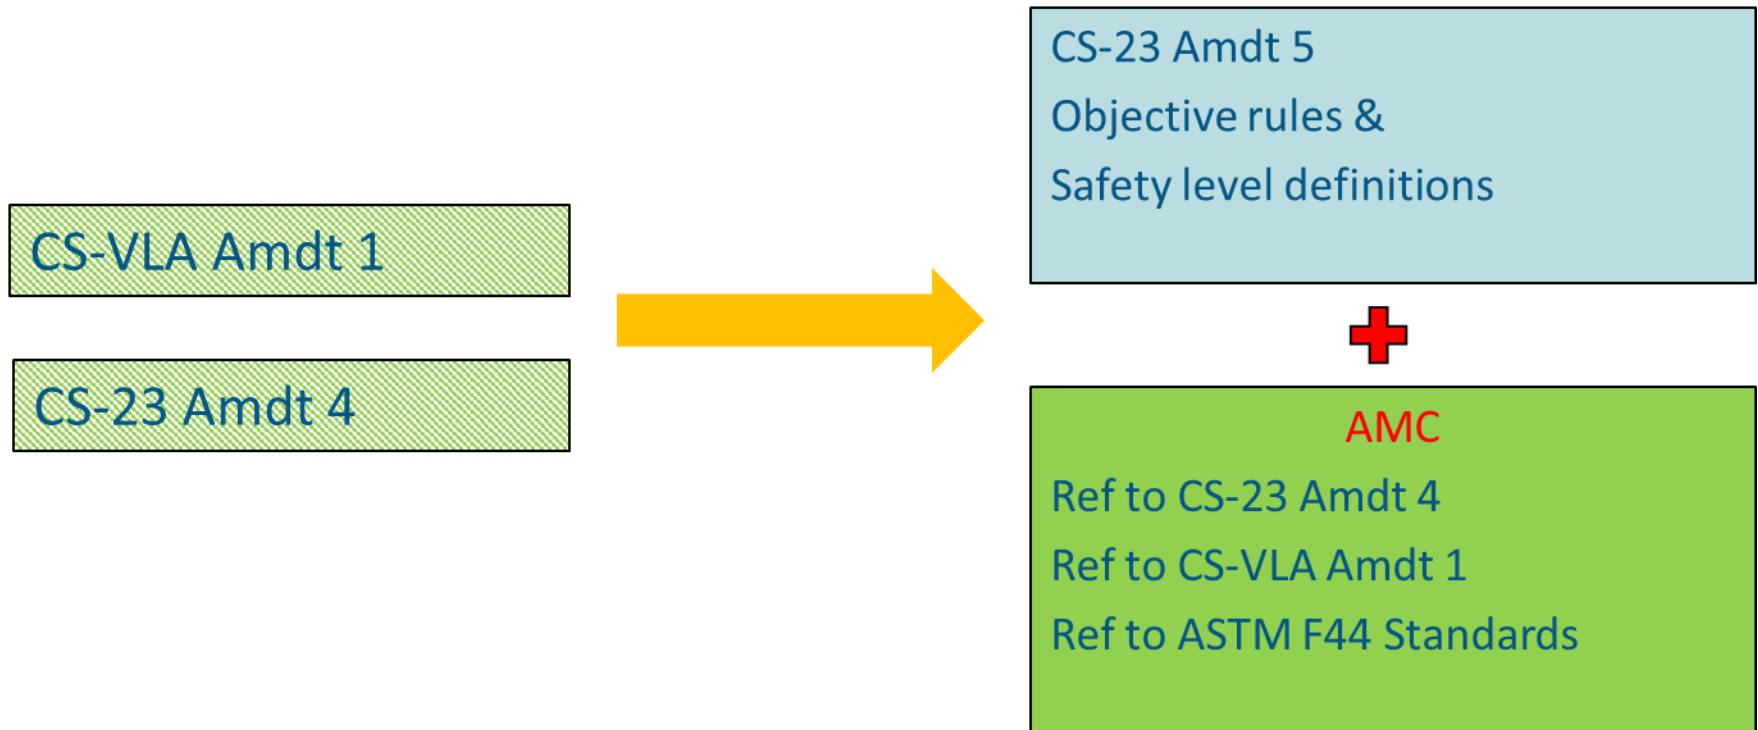 CS-VLA Amdt 1
CS-23 Amdt 4
CS-23 Amdt 5
Objective rules &
Safety level definitions
AMC
Ref to CS-23 Amdt 4
Ref to CS-VLA Amdt 1
Ref to ASTM F44 Standards